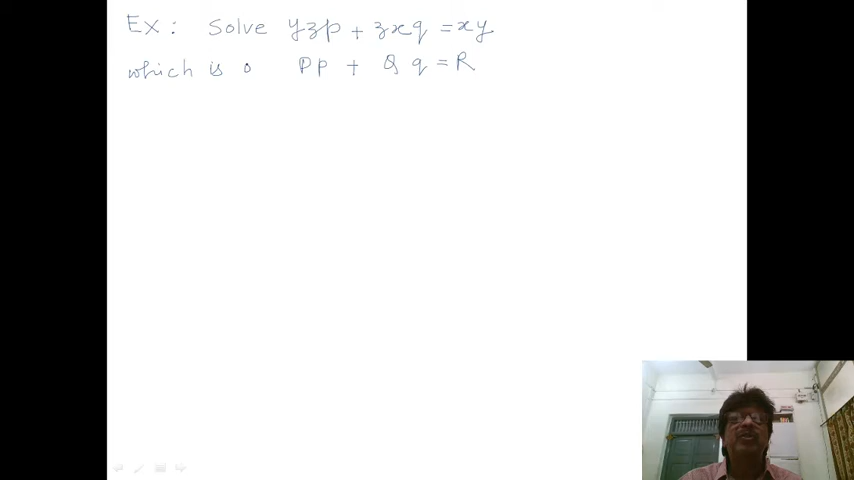 Ex: Solve yzp + zxq = xy
which is o Pp + Qq = R